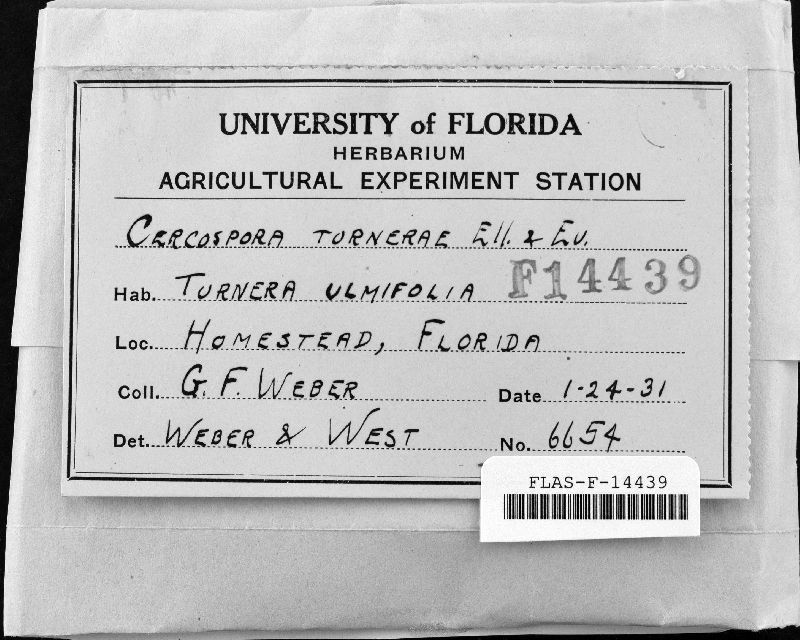 UNIVERSITY of FLORIDA
HERBARIUM
AGRICULTURAL EXPERIMENT STATION
CERCOSPORA TURNERAE Ell. & Ev.
Hab. TURNERA ULMIFOLIA F14439
Loc. HOMESTEAD, FLORIDA
Coll. G. F. WEBER Date 1-24-31
Det. WEBER & WEST No. 6654
FLAS-F-14439